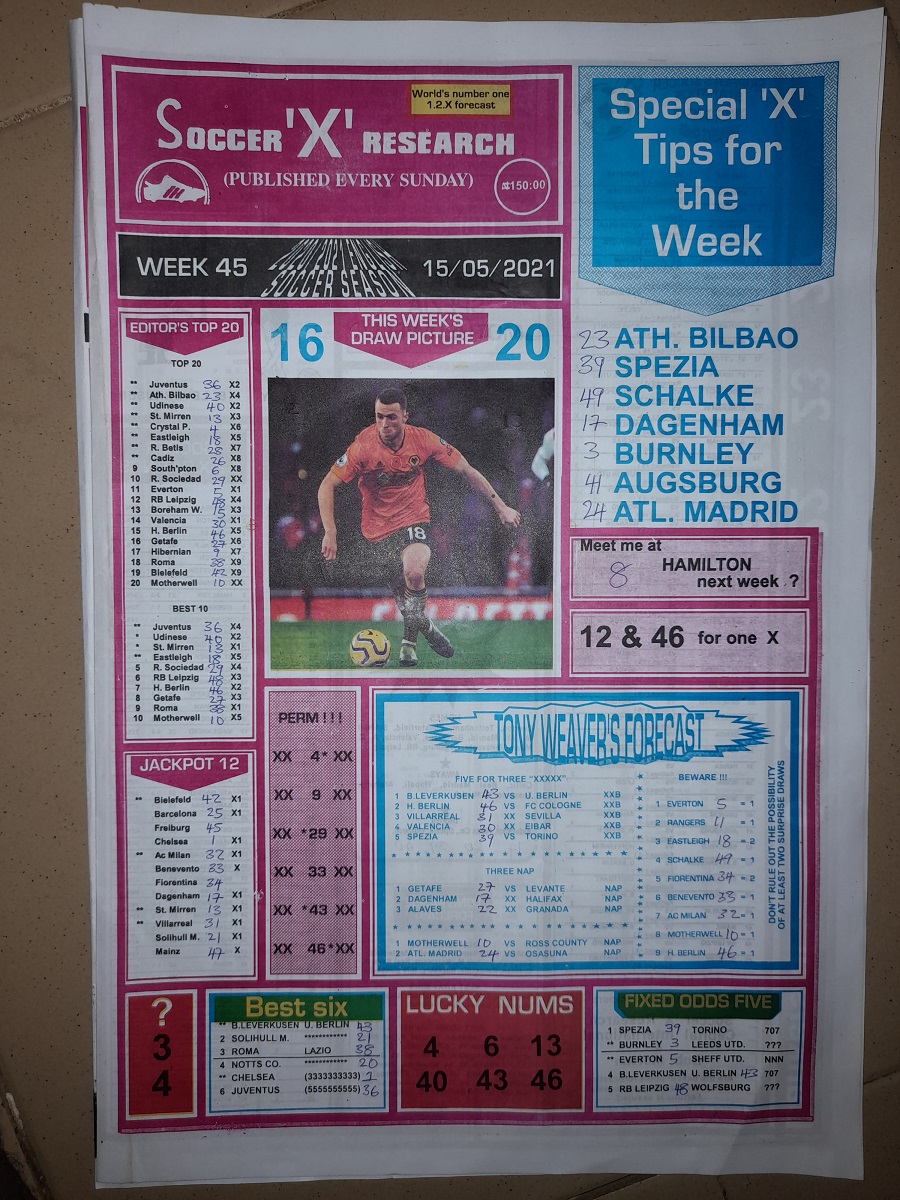 World's number one
1.2.X forecast
SOCCER 'X' RESEARCH
(PUBLISHED EVERY SUNDAY)
₦150:00
Special 'X'
Tips for
the
Week
WEEK 45
SOCCER SEASON
15/05/2021
23 ATH. BILBAO
39 SPEZIA
49 SCHALKE
17 DAGENHAM
3 BURNLEY
41 AUGSBURG
24 ATL. MADRID
Meet me at
8 HAMILTON
next week ?
12 & 46 for one X
EDITOR'S TOP 20
TOP 20
** Juventus 36 X2
** Ath. Bilbao 23 X4
** Udinese 40 X2
** St. Mirren 13 X3
** Crystal P. 4 X6
** Eastleigh 18 X5
** R. Betis 28 X7
** Cadiz 26 X8
9 South'pton 6 X8
10 R. Sociedad 29 XX
11 Everton 5 X1
12 RB Leipzig 48 X4
13 Boreham W. 15 X3
14 Valencia 30 X1
15 H. Berlin 46 X5
16 Getafe 27 X6
17 Hibernian 9 X7
18 Roma 38 X9
19 Bielefeld 42 X9
20 Motherwell 10 XX
BEST 10
** Juventus 36 X4
* Udinese 40 X2
* St. Mirren 13 X1
** Eastleigh 18 X5
5 R. Sociedad 29 X4
6 RB Leipzig 48 X3
7 H. Berlin 46 X2
8 Getafe 27 X3
9 Roma 38 X1
10 Motherwell 10 X5
16 THIS WEEK'S 20
DRAW PICTURE
18
JACKPOT 12
** Bielefeld 42 X1
Barcelona 25 X1
Freiburg 45
Chelsea 1 X1
** Ac Milan 32 X1
Benevento 33 X
Fiorentina 34
Dagenham 17 X1
** St. Mirren 13 X1
** Villarreal 31 X1
Solihull M. 21 X1
Mainz 47 X
PERM !!!
XX 4* XX
XX 9 XX
XX *29 XX
XX 33 XX
XX *43 XX
XX 46*XX
TONY WEAVER'S FORECAST
FIVE FOR THREE "XXXXX"
1 B.LEVERKUSEN 43 VS U. BERLIN XXB
2 H. BERLIN 46 VS FC COLOGNE XXB
3 VILLARREAL 31 XX SEVILLA XXB
4 VALENCIA 30 XX EIBAR XXB
5 SPEZIA 39 VS TORINO XXB
THREE NAP
1 GETAFE 27 VS LEVANTE NAP
2 DAGENHAM 17 XX HALIFAX NAP
3 ALAVES 22 XX GRANADA NAP
1 MOTHERWELL 10 VS ROSS COUNTY NAP
2 ATL. MADRID 24 VS OSASUNA NAP
BEWARE !!!
1 EVERTON 5 = 1
2 RANGERS 11 = 1
3 EASTLEIGH 18 = 2
4 SCHALKE 49 = 1
5 FIORENTINA 34 = 2
6 BENEVENTO 33 = 1
7 AC MILAN 32 = 1
8 MOTHERWELL 10 = 1
9 H. BERLIN 46 = 1
DON'T RULE OUT THE POSSIBILITY
OF AT LEAST TWO SURPRISE DRAWS
?
3
4
Best six
** B.LEVERKUSEN U. BERLIN 43
2 SOLIHULL M. ************ 21
3 ROMA LAZIO 38
4 NOTTS CO. ************ 20
** CHELSEA (3333333333) 1
6 JUVENTUS (5555555555) 36
LUCKY NUMS
4 6 13
40 43 46
FIXED ODDS FIVE
1 SPEZIA 39 TORINO 707
** BURNLEY 3 LEEDS UTD. ???
** EVERTON 5 SHEFF UTD. NNN
4 B.LEVERKUSEN U. BERLIN 43 707
5 RB LEIPZIG 48 WOLFSBURG ???